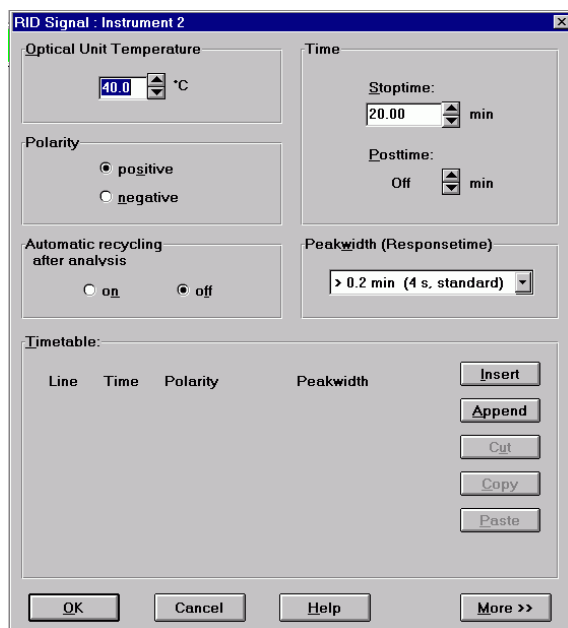 RID Signal : Instrument 2
Optical Unit Temperature
40.0 °C
Time
Stoptime:
20.00 min
Posttime:
Off min
Polarity
positive
negative
Automatic recycling
after analysis
on off
Peakwidth (Responsetime)
> 0.2 min (4 s, standard)
Timetable:
Line Time Polarity Peakwidth
Insert
Append
Cut
Copy
Paste
OK Cancel Help More >>